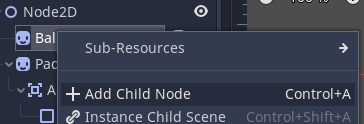 Node2D
Bal
Sub-Resources
Pad
A
Add Child Node Control+A
Instance Child Scene Control+Shift+A